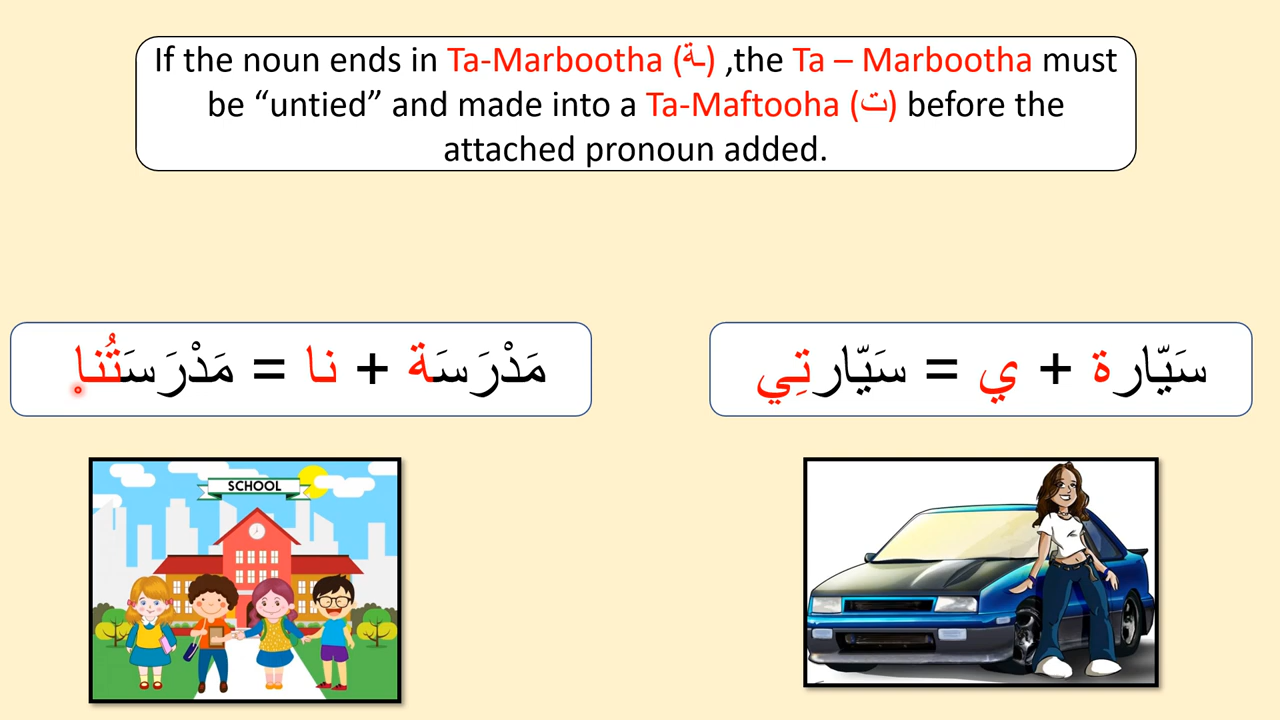 If the noun ends in Ta-Marbootha (ـة) ,the Ta – Marbootha must
be “untied” and made into a Ta-Maftooha (ت) before the
attached pronoun added.
سَيّارة + ي = سَيّارتِي
مَدْرَسَة + نا = مَدْرَسَتُنا
SCHOOL